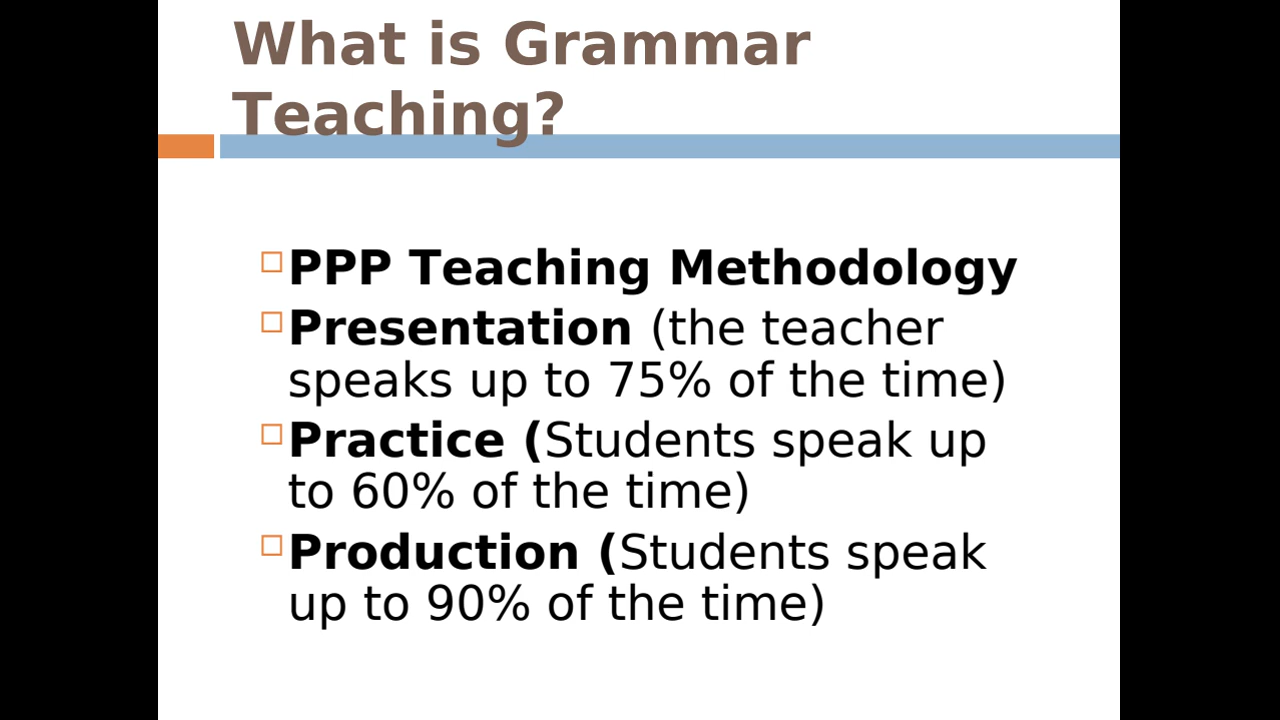 What is Grammar
Teaching?
PPP Teaching Methodology
Presentation (the teacher
speaks up to 75% of the time)
Practice (Students speak up
to 60% of the time)
Production (Students speak
up to 90% of the time)